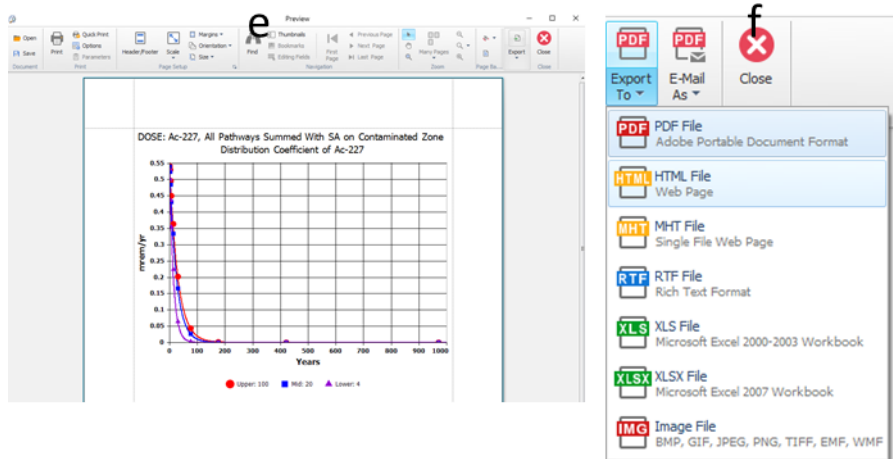 e
Preview
Open
Save
Document
Print
Quick Print
Options
Parameters
Print
Header/Footer
Scale
Margins
Orientation
Size
Page Setup
Find
Thumbnails
Bookmarks
Editing Fields
First Page
Previous Page
Next Page
Last Page
Navigation
Many Pages
Zoom
Page Ba...
Export
Close
Close
DOSE: Ac-227, All Pathways Summed With SA on Contaminated Zone
Distribution Coefficient of Ac-227
0.55
0.5
0.45
0.4
0.35
0.3
0.25
0.2
0.15
0.1
0.05
0
mrem/yr
0 100 200 300 400 500 600 700 800 900 1000
Years
Upper: 100 Mid: 20 Lower: 4
f
PDF
PDF
Export To
E-Mail As
Close
PDF PDF File
Adobe Portable Document Format
HTML HTML File
Web Page
MHT MHT File
Single File Web Page
RTF RTF File
Rich Text Format
XLS XLS File
Microsoft Excel 2000-2003 Workbook
XLSX XLSX File
Microsoft Excel 2007 Workbook
IMG Image File
BMP, GIF, JPEG, PNG, TIFF, EMF, WMF